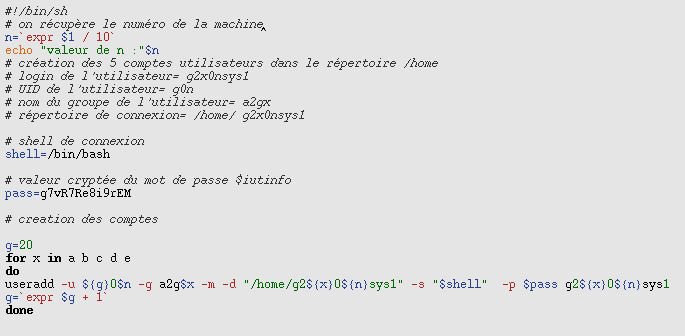 #!/bin/sh
# on récupère le numéro de la machine
n=`expr $1 / 10`
echo "valeur de n :"$n
# création des 5 comptes utilisateurs dans le répertoire /home
# login de l'utilisateur= g2x0nsys1
# UID de l'utilisateur= g0n
# nom du groupe de l'utilisateur= a2gx
# répertoire de connexion= /home/ g2x0nsys1
# shell de connexion
shell=/bin/bash
# valeur cryptée du mot de passe $iutinfo
pass=g7vR7Re8i9rEM
# creation des comptes
g=20
for x in a b c d e
do
useradd -u ${g}0$n -g a2g$x -m -d "/home/g2${x}0${n}sys1" -s "$shell"  -p $pass g2${x}0${n}sys1
g=`expr $g + 1`
done